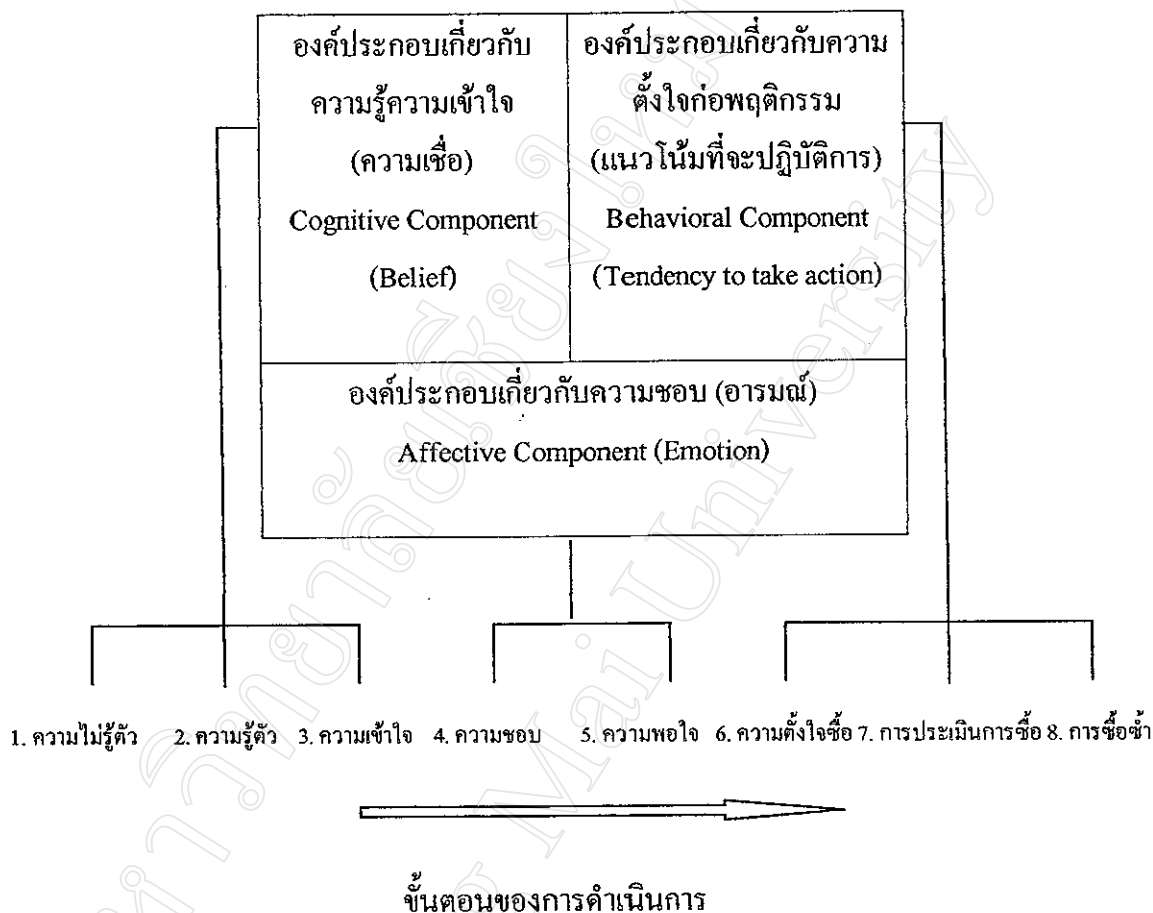 องค์ประกอบเกี่ยวกับ
ความรู้ความเข้าใจ
(ความเชื่อ)
Cognitive Component
(Belief)
องค์ประกอบเกี่ยวกับความ
ตั้งใจก่อพฤติกรรม
(แนวโน้มที่จะปฏิบัติการ)
Behavioral Component
(Tendency to take action)
องค์ประกอบเกี่ยวกับความชอบ (อารมณ์)
Affective Component (Emotion)
1. ความไม่รู้ตัว 2. ความรู้ตัว 3. ความเข้าใจ 4. ความชอบ 5. ความพอใจ 6. ความตั้งใจซื้อ 7. การประเมินการซื้อ 8. การซื้อซ้ำ
ขั้นตอนของการดำเนินการ
Mai University